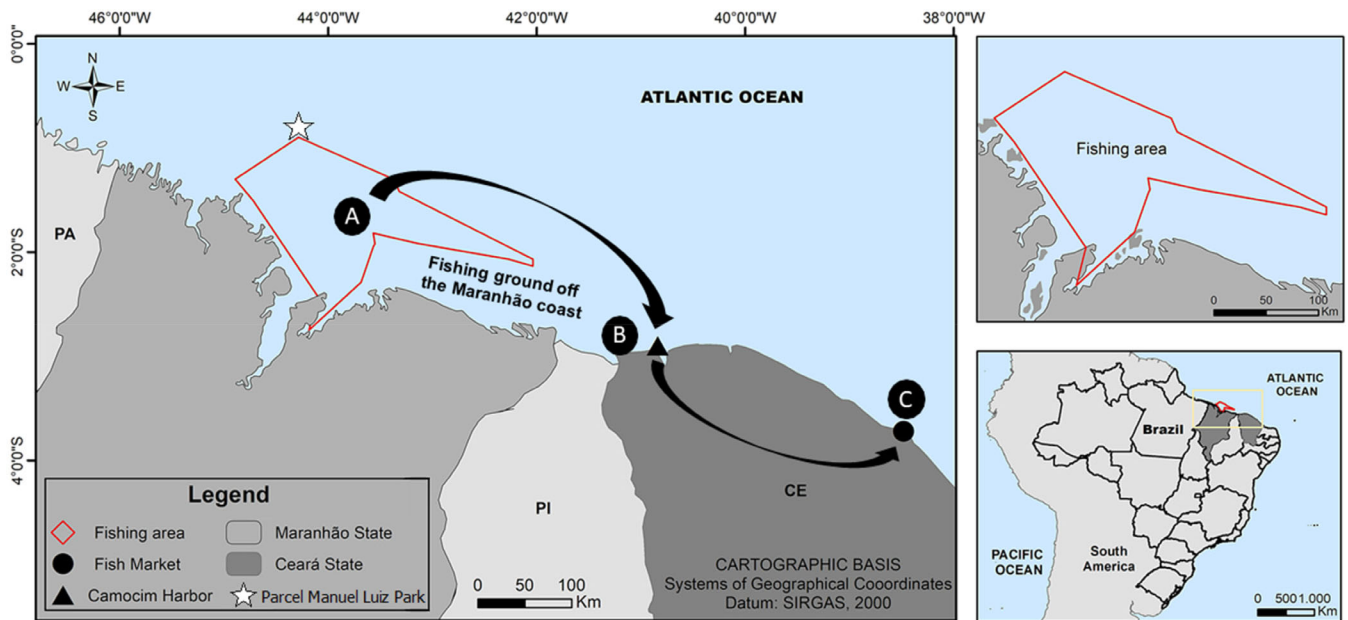 46°0'0"W 44°0'0"W 42°0'0"W 40°0'0"W 38°0'0"W
0°0'0"
2°0'0"S
4°0'0"S
N
W E
S
ATLANTIC OCEAN
A
PA
Fishing ground off
the Maranhão coast
B
C
CE
PI
Legend
Fishing area
Maranhão State
Fish Market
Ceará State
Camocim Harbor
Parcel Manuel Luiz Park
0 50 100
Km
CARTOGRAPHIC BASIS
Systems of Geographical Cooordinates
Datum: SIRGAS, 2000
Fishing area
0 50 100
Km
ATLANTIC
OCEAN
Brazil
PACIFIC
OCEAN
South
America
0 500 1.000
Km